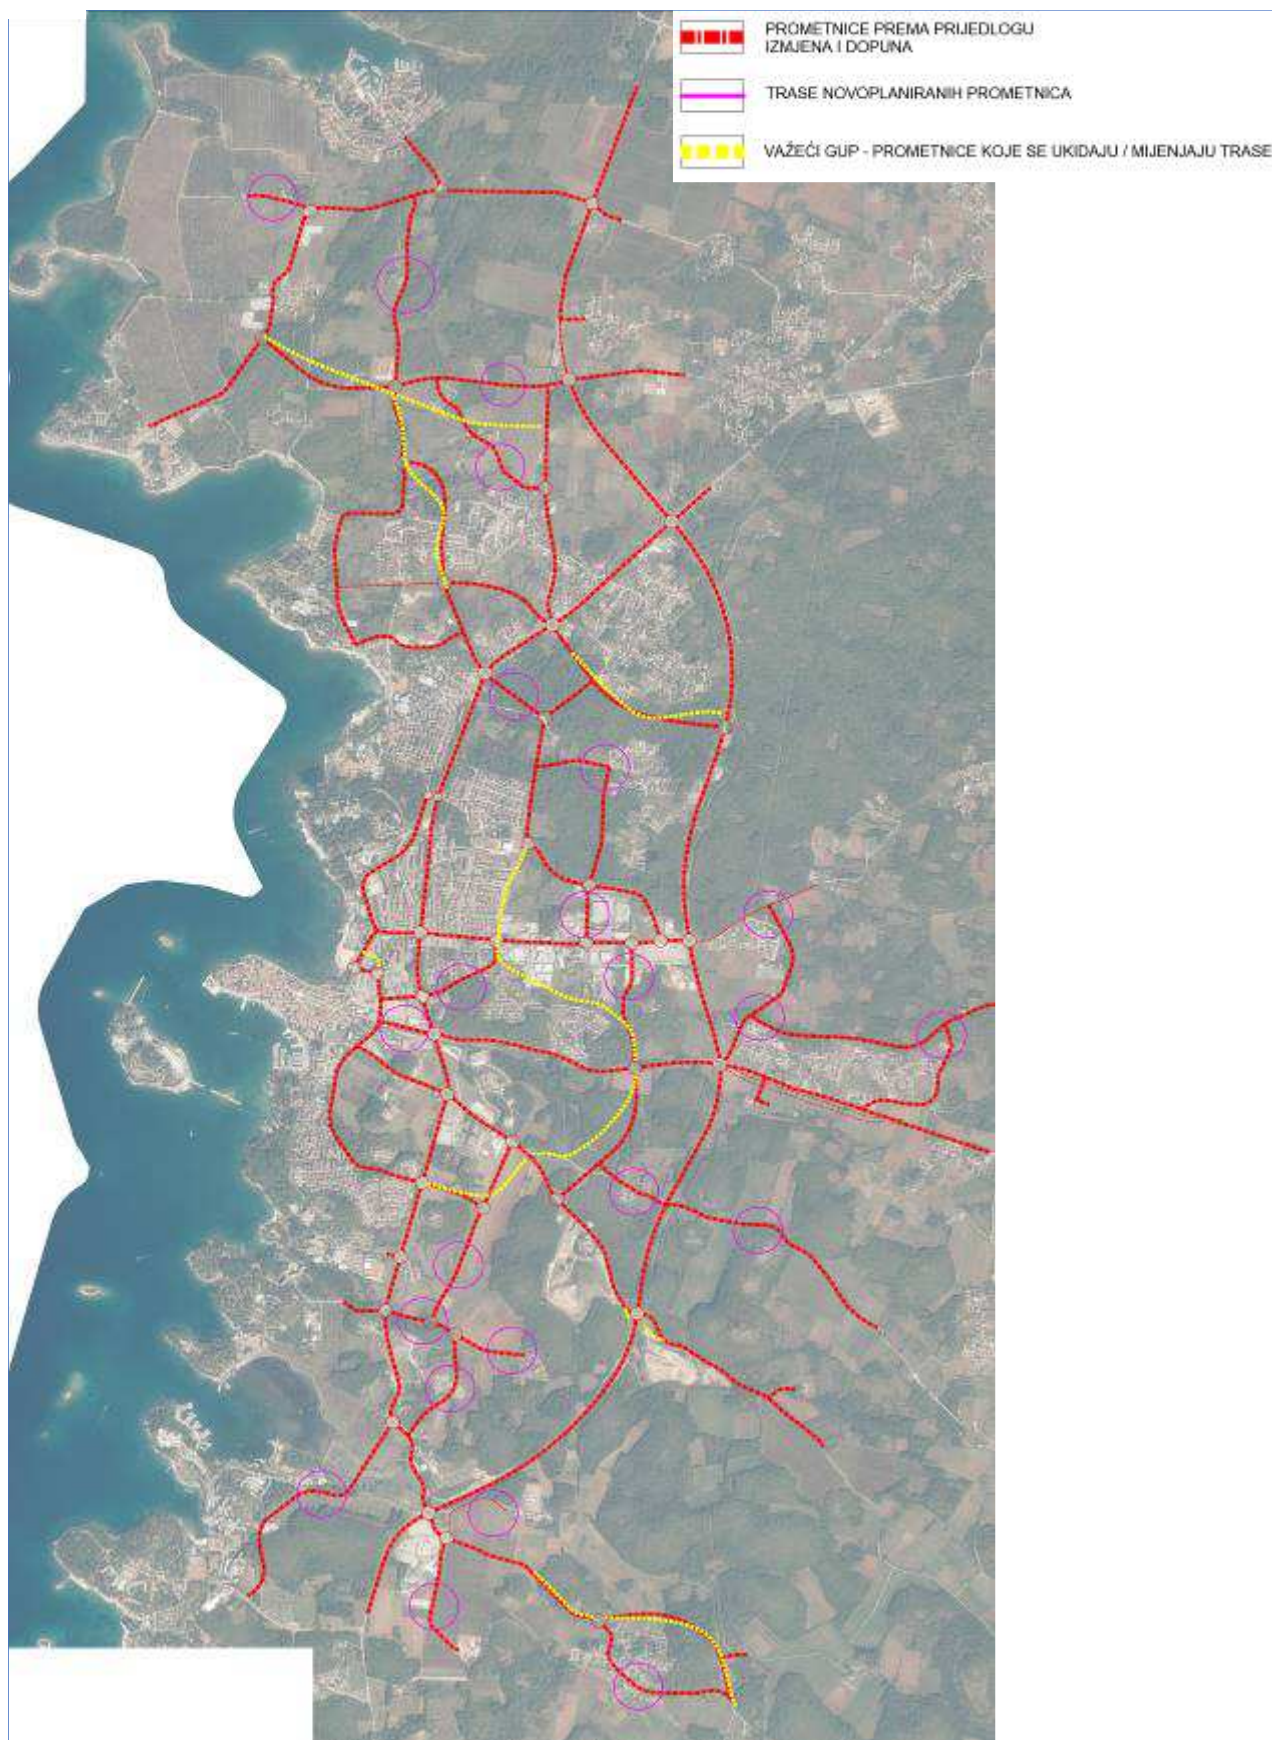 PROMETNICE PREMA PRIJEDLOGU
IZMJENA I DOPUNA
TRASE NOVOPLANIRANIH PROMETNICA
VAŽEĆI GUP - PROMETNICE KOJE SE UKIDAJU / MIJENJAJU TRASE